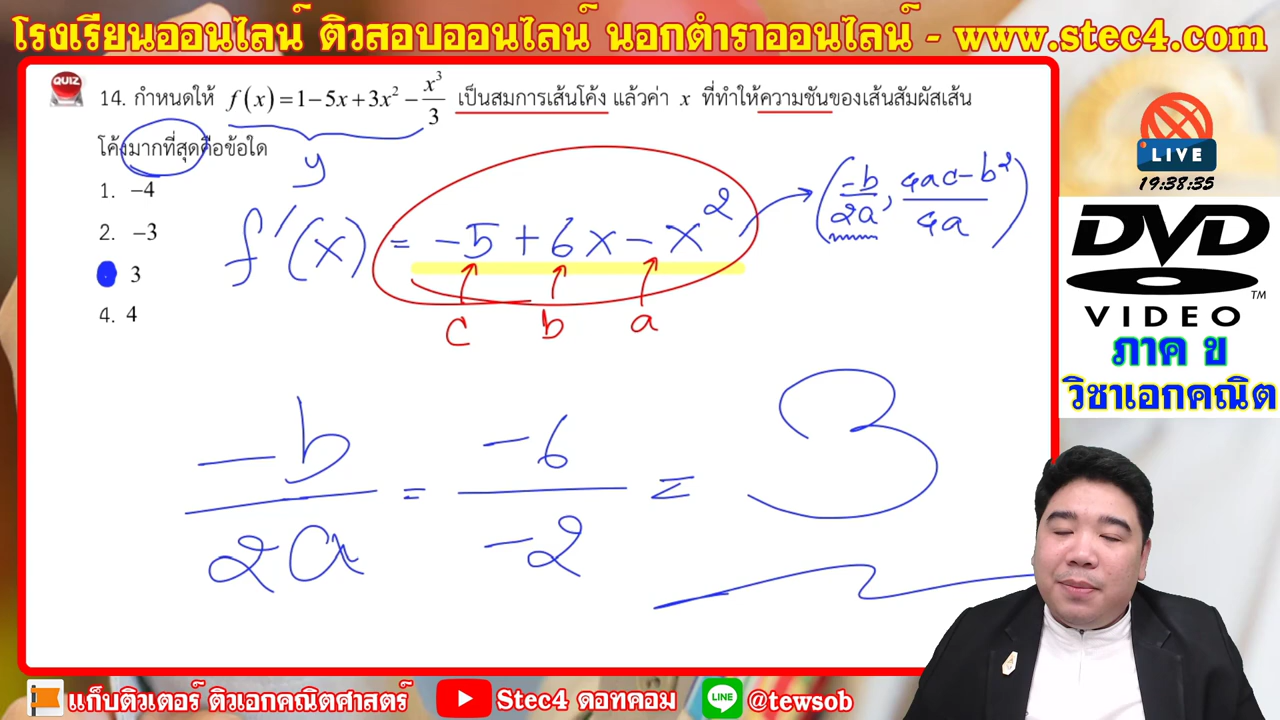 โรงเรียนออนไลน์ ติวสอบออนไลน์ นอกตำราออนไลน์ - www.stec4.com
QUIZ
14. กำหนดให้ f(x)=1−5x+3x²−x³/3 เป็นสมการเส้นโค้ง แล้วค่า x ที่ทำให้ความชันของเส้นสัมผัสเส้น
โค้งมากที่สุดคือข้อใด
y
1. −4
2. −3
3
4. 4
f'(x) = −5 + 6x − x²
(−b/2a, 4ac−b²/4a)
c b a
−b/2a = −6/−2 = 3
LIVE
19:38:35
DVD
VIDEO™
ภาค ข
วิชาเอกคณิต
แก๊บติวเตอร์ ติวเอกคณิตศาสตร์
Stec4 ดอทคอม
LINE @tewsob